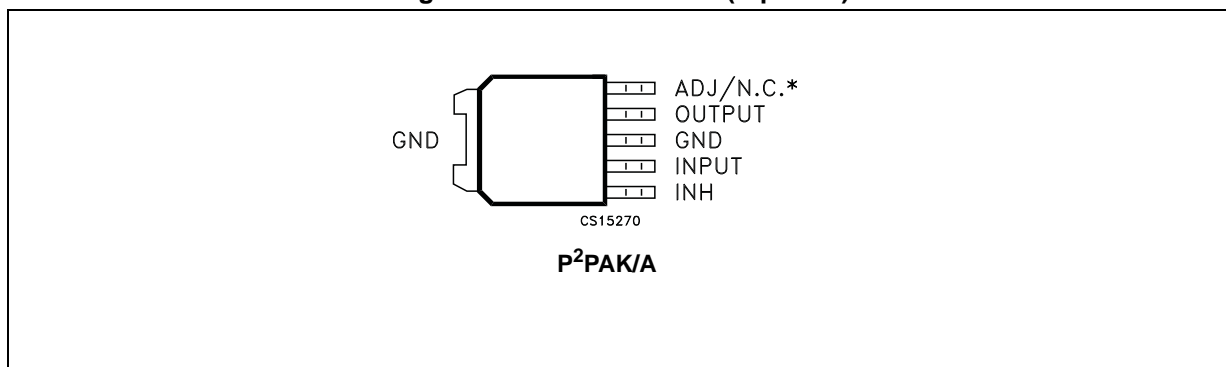 GND
ADJ/N.C.*
OUTPUT
GND
INPUT
INH
CS15270
P²PAK/A